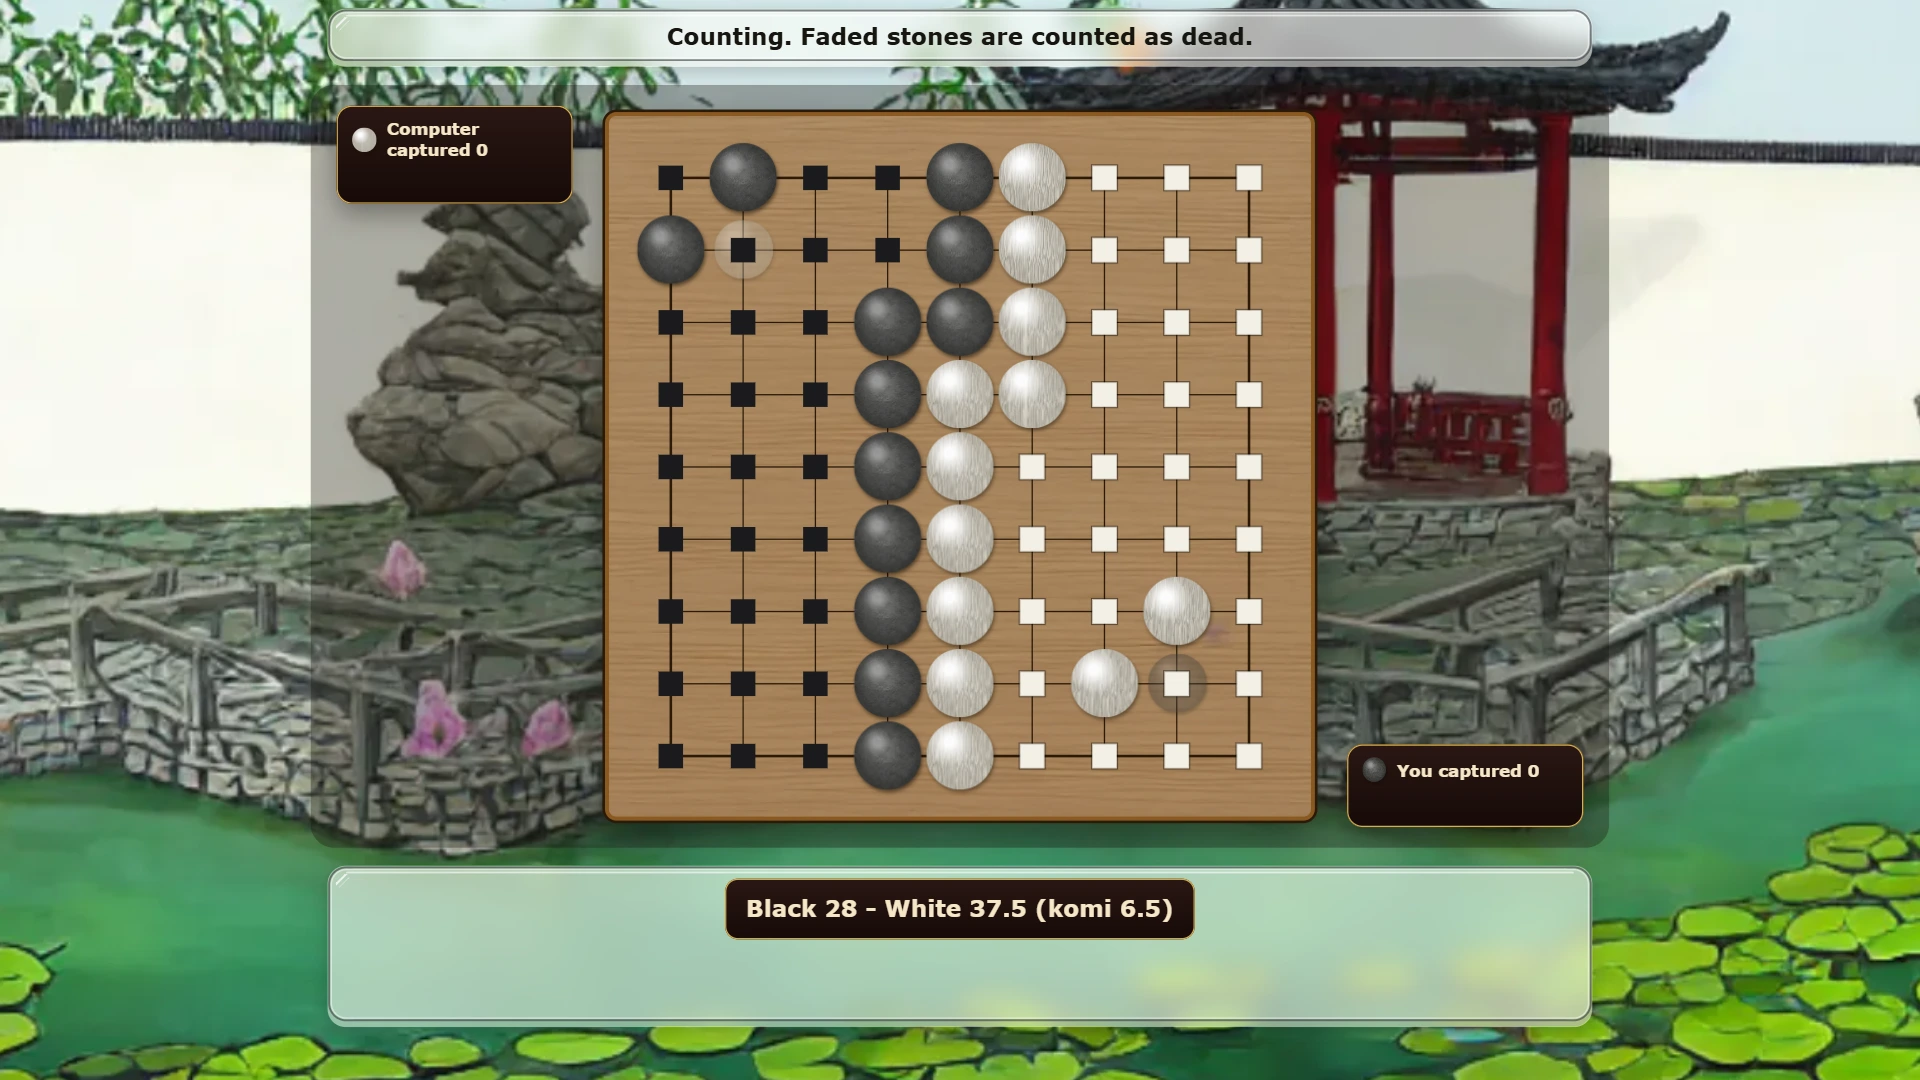 Counting. Faded stones are counted as dead.
Computer
captured 0
You captured 0
Black 28 - White 37.5 (komi 6.5)